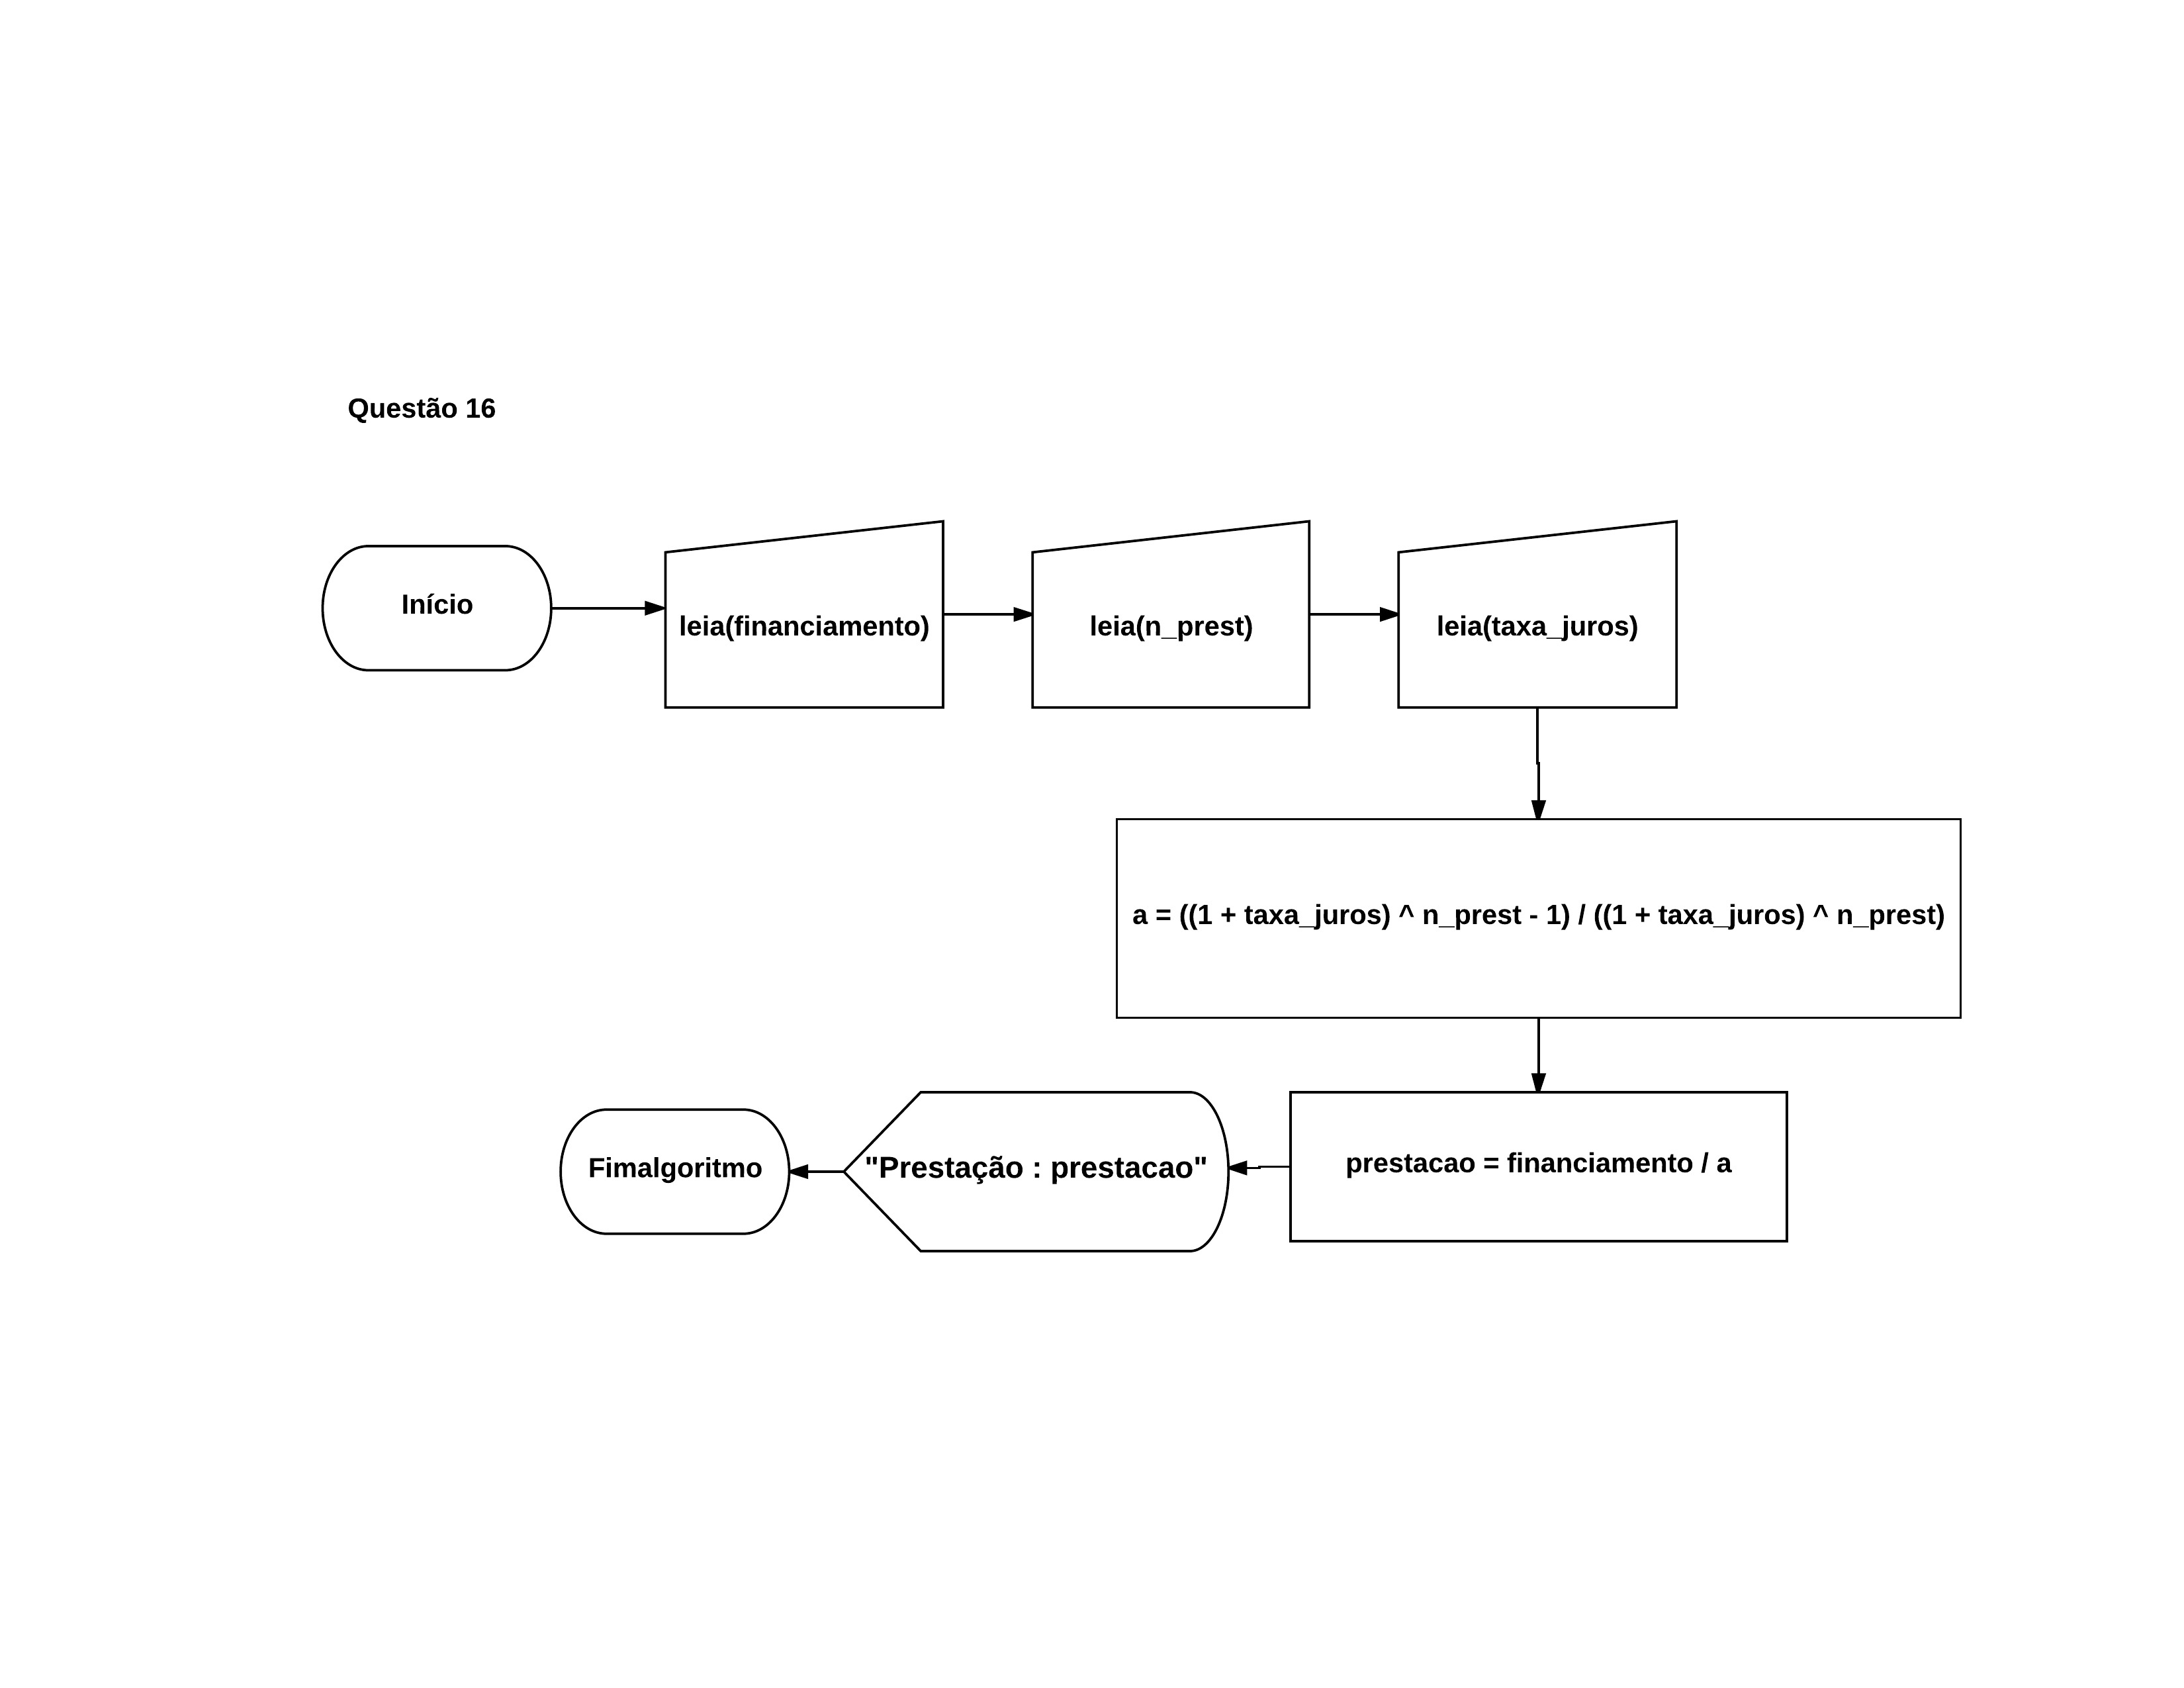 Questão 16
Início
leia(financiamento)
leia(n_prest)
leia(taxa_juros)
a = ((1 + taxa_juros) ^ n_prest - 1) / ((1 + taxa_juros) ^ n_prest)
prestacao = financiamento / a
"Prestação : prestacao"
Fimalgoritmo